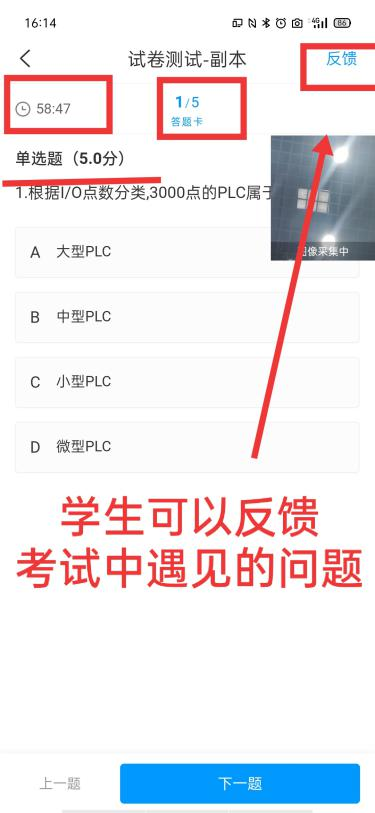 16:14
4G
86
试卷测试-副本
反馈
58:47
1/5
答题卡
单选题（5.0分）
1.根据I/O点数分类,3000点的PLC属于
图像采集中
A 大型PLC
B 中型PLC
C 小型PLC
D 微型PLC
学生可以反馈
考试中遇见的问题
上一题
下一题